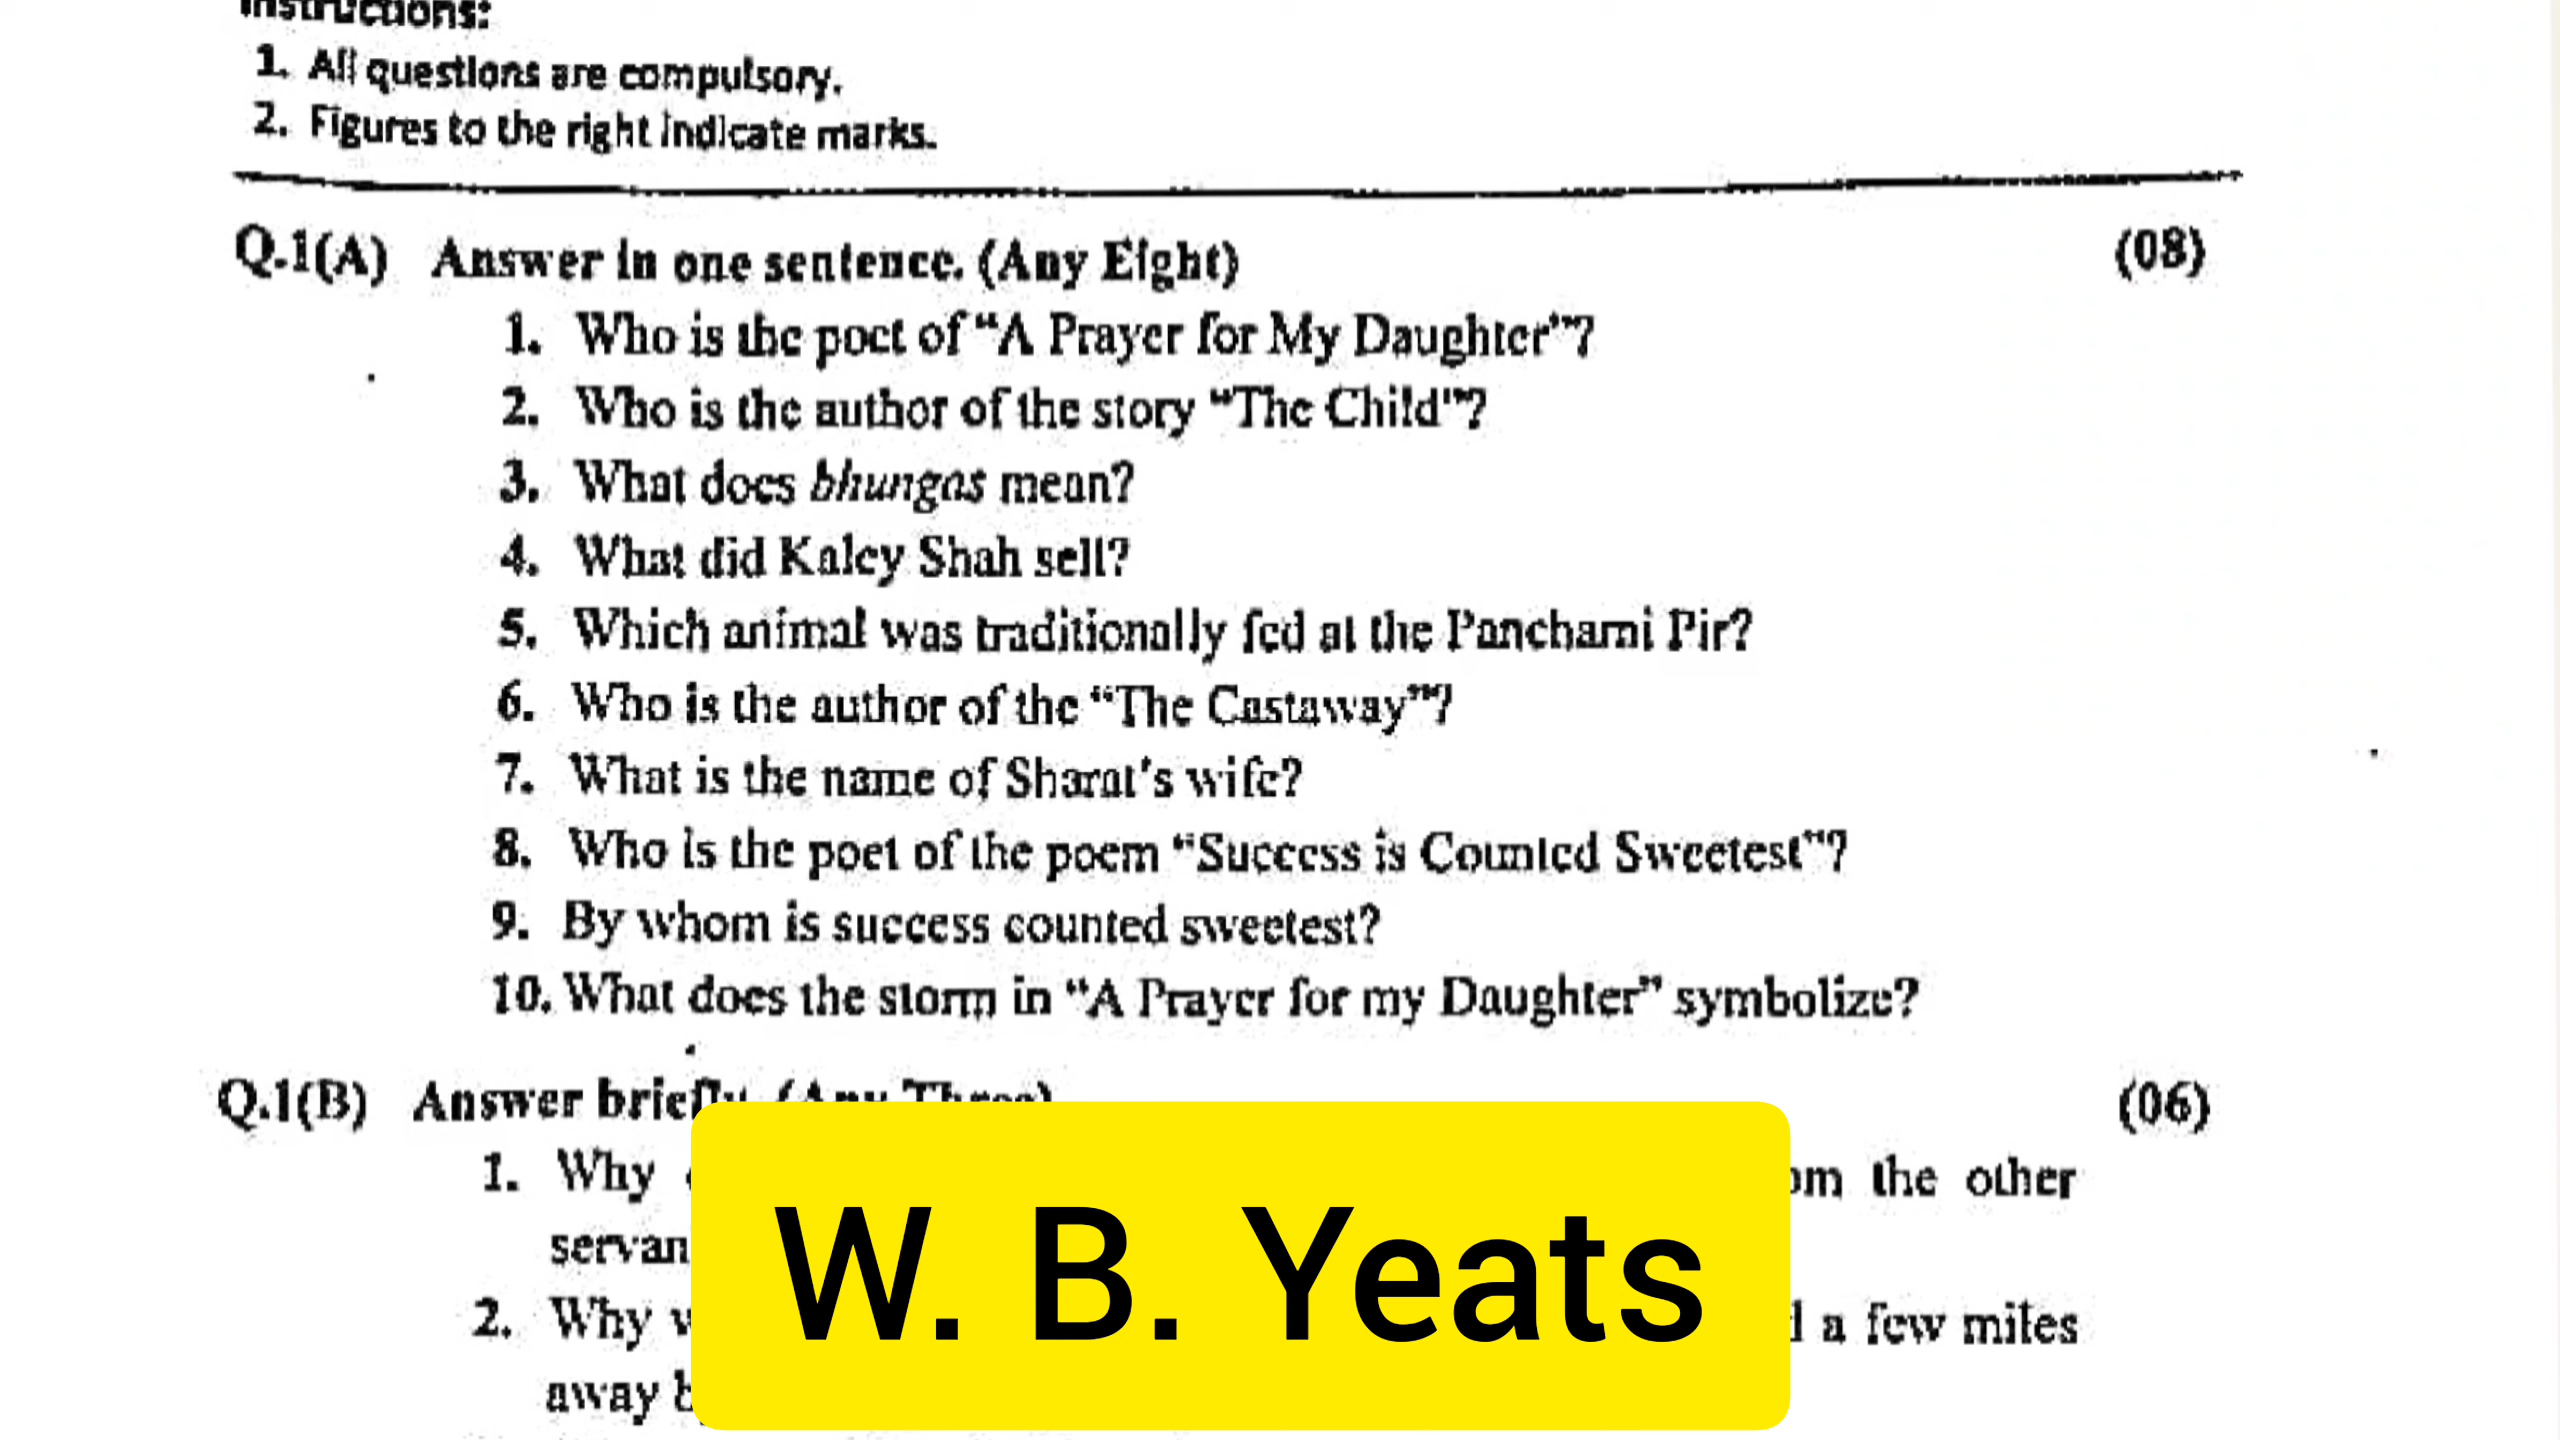 Instructions:
1. All questions are compulsory.
2. Figures to the right indicate marks.
Q.1(A) Answer in one sentence. (Any Eight) (08)
1. Who is the poet of “A Prayer for My Daughter”?
2. Who is the author of the story “The Child”?
3. What does bhungas mean?
4. What did Kaley Shah sell?
5. Which animal was traditionally fed at the Panchami Pir?
6. Who is the author of the “The Castaway”?
7. What is the name of Sharat's wife?
8. Who is the poet of the poem “Success is Counted Sweetest”?
9. By whom is success counted sweetest?
10. What does the storm in “A Prayer for my Daughter” symbolize?
Q.1(B) Answer briefly. (Any Three) (06)
1. Why the other
servan
2. Why a few miles
away
W. B. Yeats